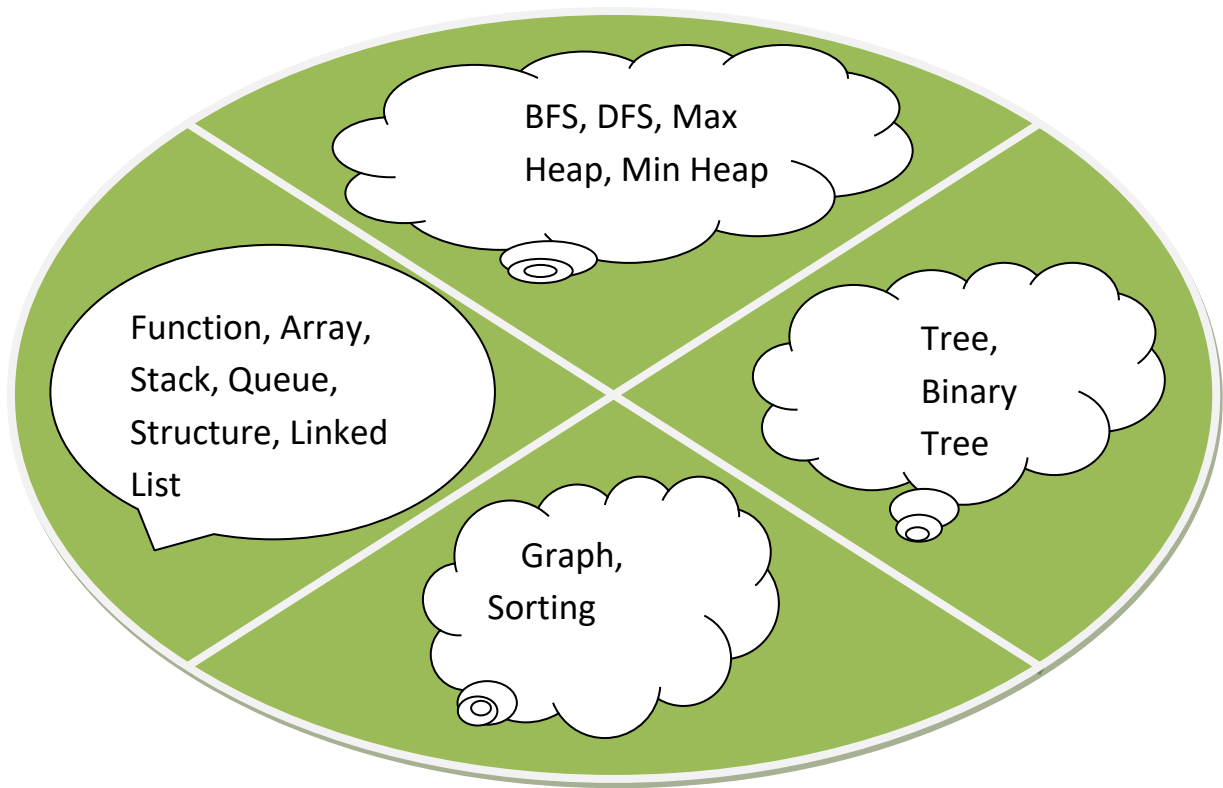 BFS, DFS, Max
Heap, Min Heap
Function, Array,
Stack, Queue,
Structure, Linked
List
Tree,
Binary
Tree
Graph,
Sorting